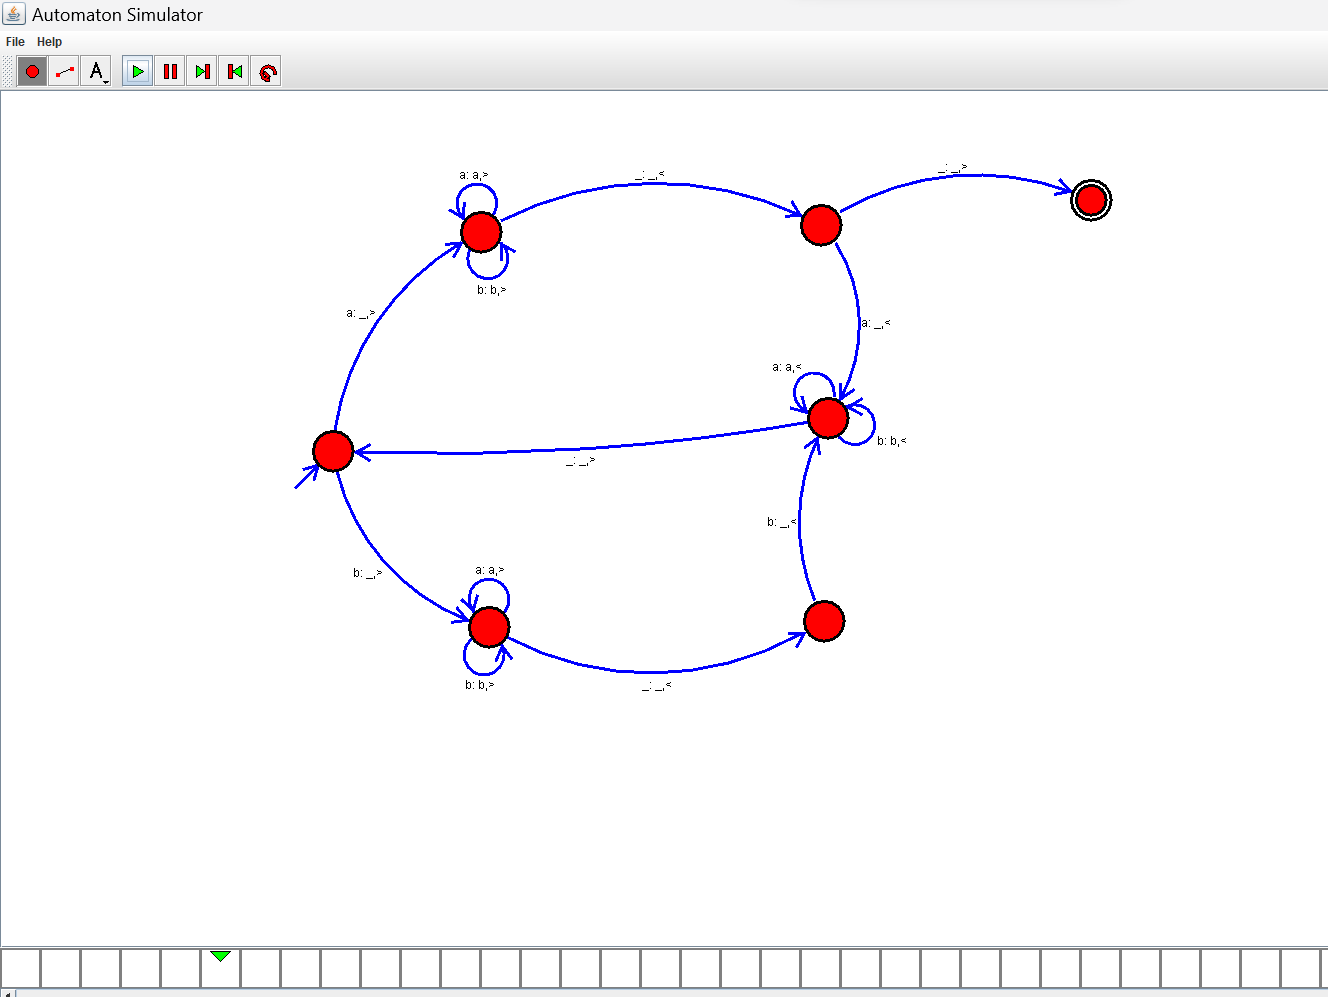 Automaton Simulator
File Help
A
_: _,>
a: a,>
_: _,<
b: b,>
a: _,>
a: _,<
a: a,<
b: b,<
_: _,>
b: _,<
a: a,>
b: _,>
b: b,>
_: _,<